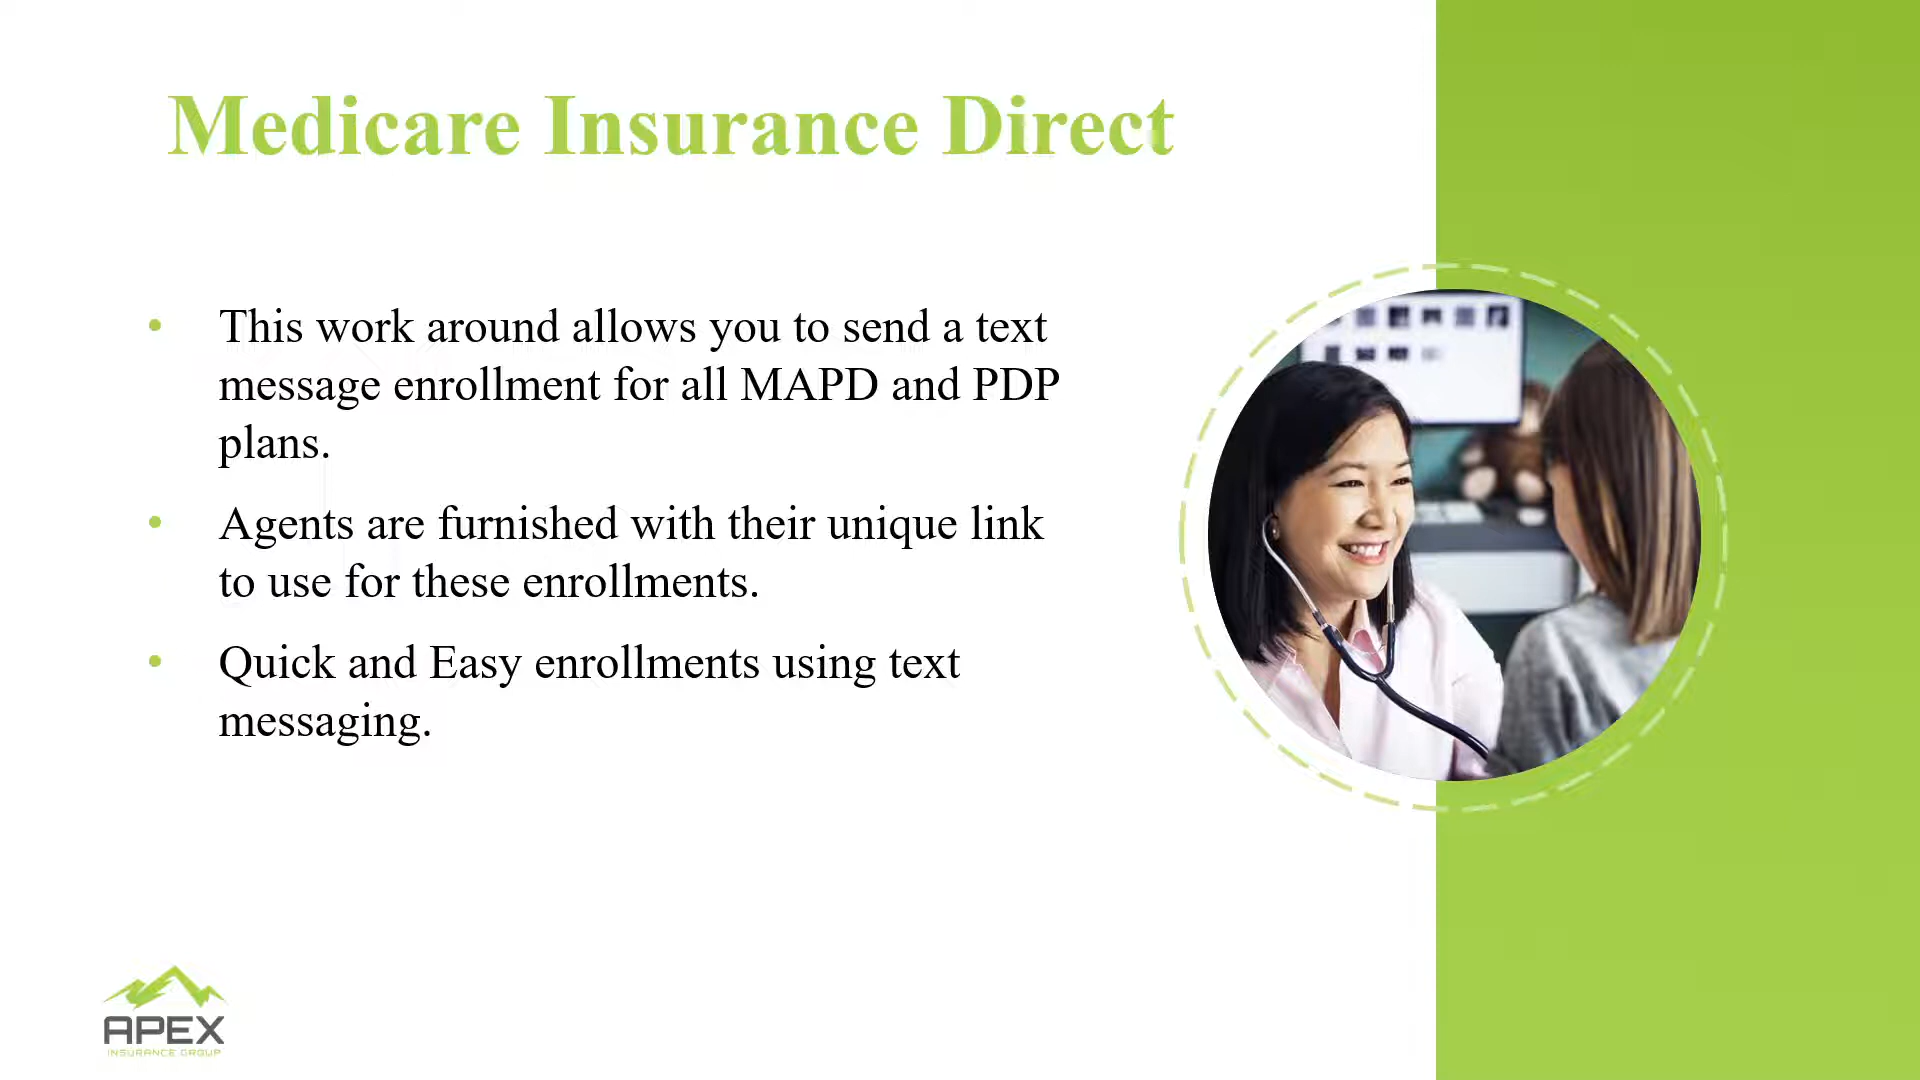 Medicare Insurance Direct
• This work around allows you to send a text
message enrollment for all MAPD and PDP
plans.
• Agents are furnished with their unique link
to use for these enrollments.
• Quick and Easy enrollments using text
messaging.
APEX
INSURANCE GROUP